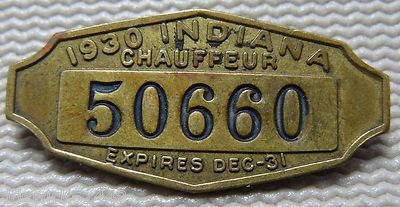 1930 INDIANA
CHAUFFEUR
50660
EXPIRES DEC-31